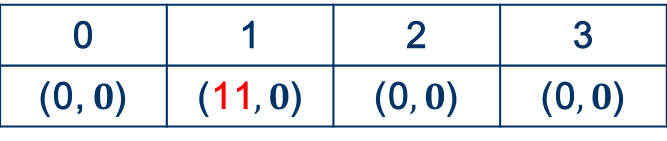 0 1 2 3
(0, 0) (11, 0) (0, 0) (0, 0)